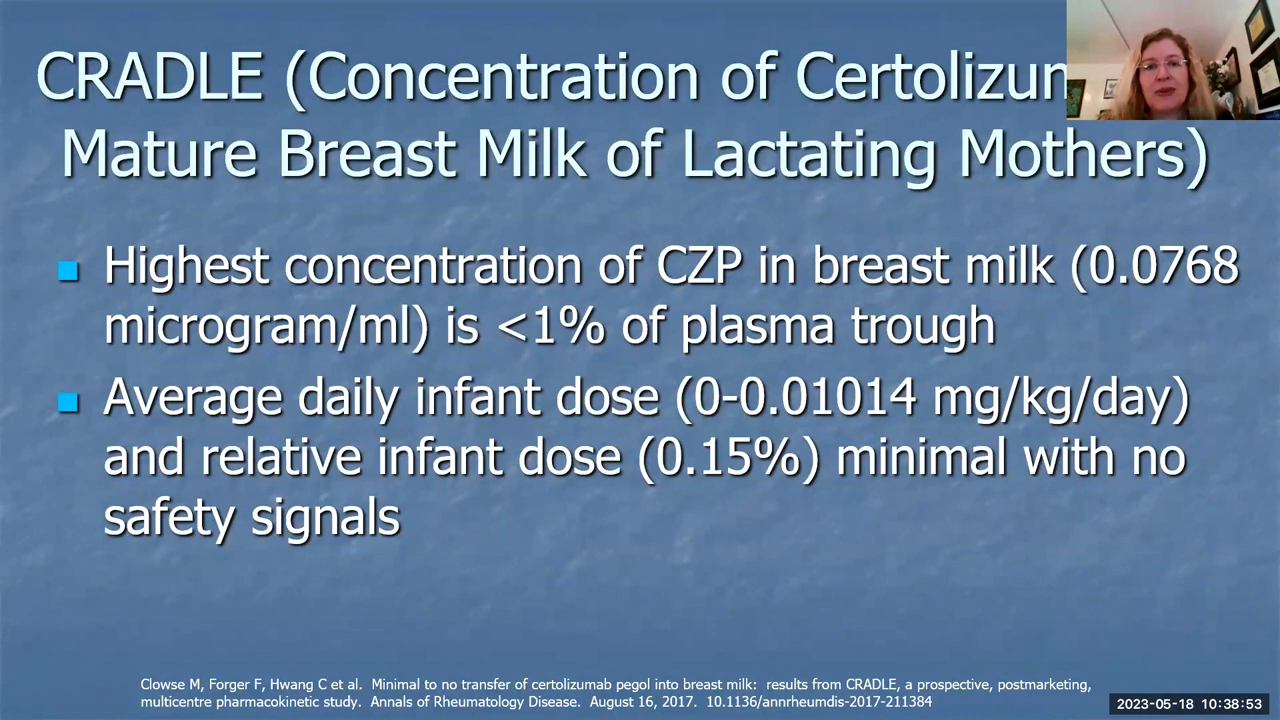 CRADLE (Concentration of Certolizum
Mature Breast Milk of Lactating Mothers)
Highest concentration of CZP in breast milk (0.0768
microgram/ml) is <1% of plasma trough
Average daily infant dose (0-0.01014 mg/kg/day)
and relative infant dose (0.15%) minimal with no
safety signals
Clowse M, Forger F, Hwang C et al. Minimal to no transfer of certolizumab pegol into breast milk: results from CRADLE, a prospective, postmarketing,
multicentre pharmacokinetic study. Annals of Rheumatology Disease. August 16, 2017. 10.1136/annrheumdis-2017-211384
2023-05-18 10:38:53